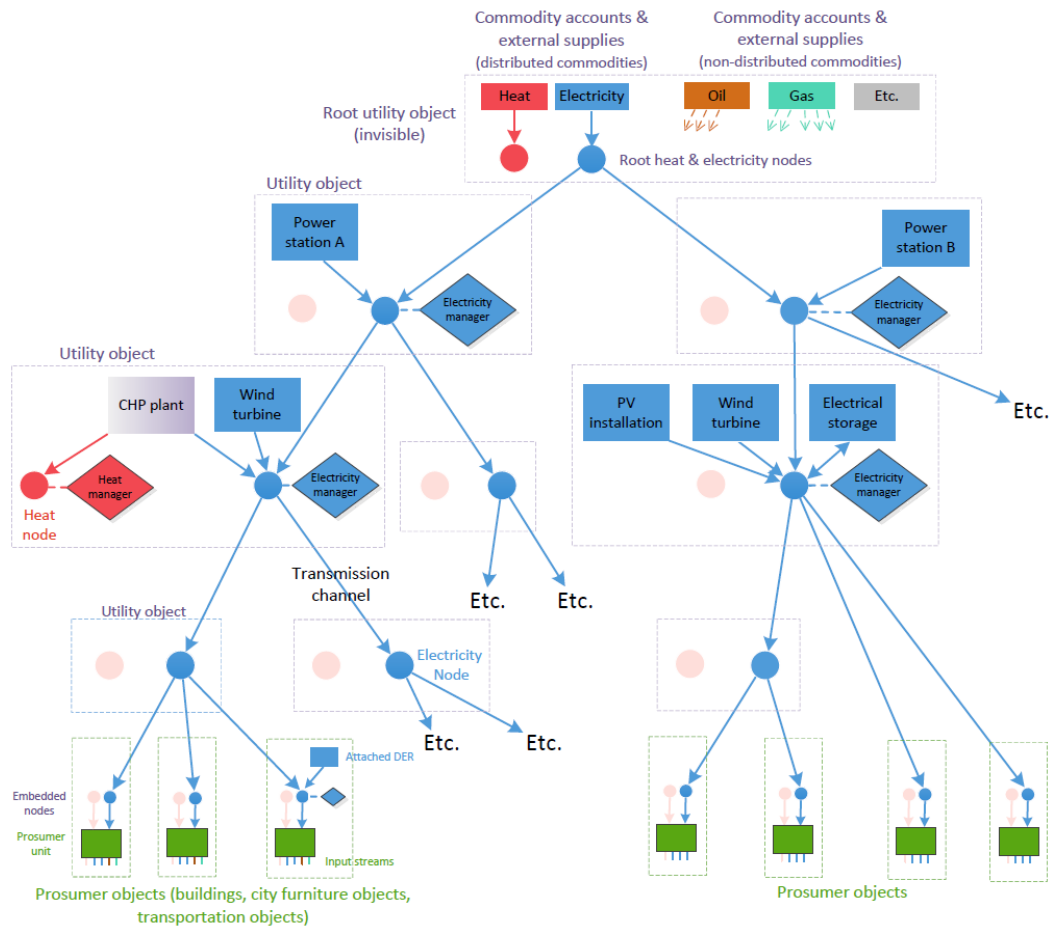 Commodity accounts &
external supplies
(distributed commodities)
Commodity accounts &
external supplies
(non-distributed commodities)
Root utility object
(invisible)
Heat
Electricity
Oil
Gas
Etc.
Root heat & electricity nodes
Utility object
Power
station A
Electricity
manager
Power
station B
Electricity
manager
Etc.
Utility object
CHP plant
Wind
turbine
Heat
manager
Electricity
manager
Heat
node
PV
installation
Wind
turbine
Electrical
storage
Electricity
manager
Transmission
channel
Etc.
Etc.
Utility object
Electricity
Node
Etc.
Etc.
Attached DER
Embedded
nodes
Prosumer
unit
Input streams
Prosumer objects (buildings, city furniture objects,
transportation objects)
Prosumer objects